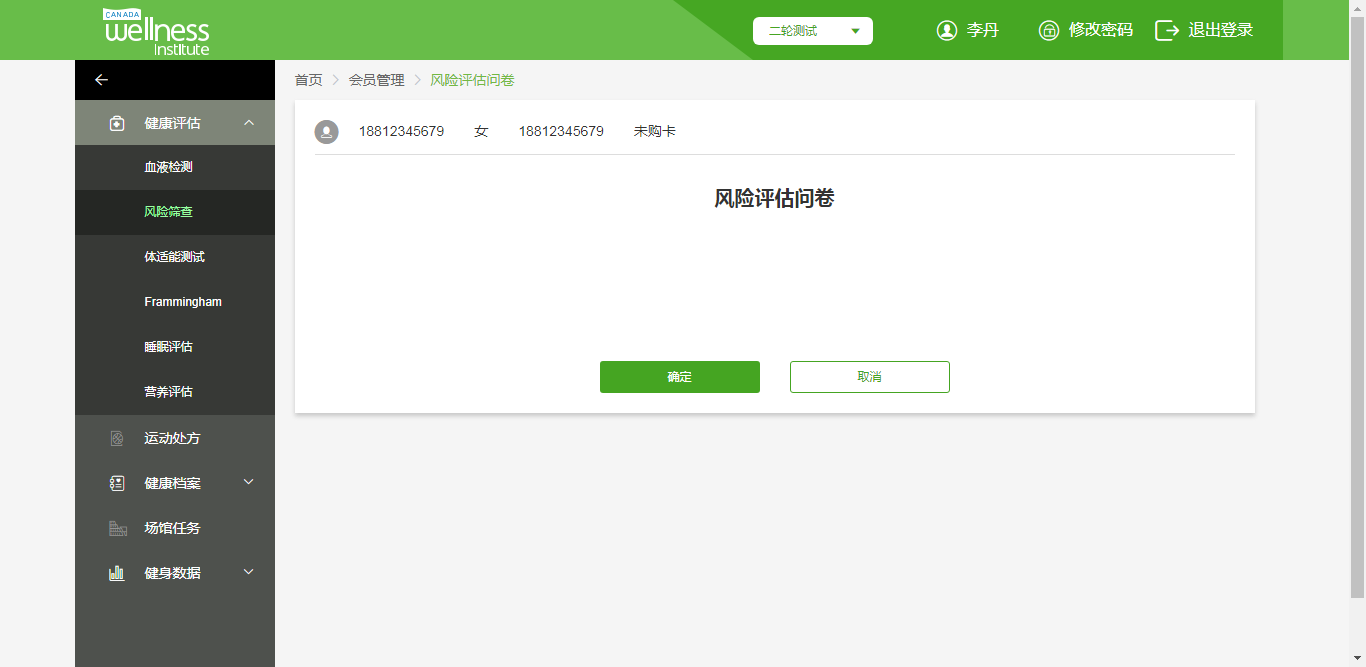 CANADA
wellness
Institute
二轮测试
李丹
修改密码
退出登录
首页 > 会员管理 > 风险评估问卷
健康评估
血液检测
风险筛查
体适能测试
Frammingham
睡眠评估
营养评估
运动处方
健康档案
场馆任务
健身数据
18812345679 女 18812345679 未购卡
风险评估问卷
确定
取消